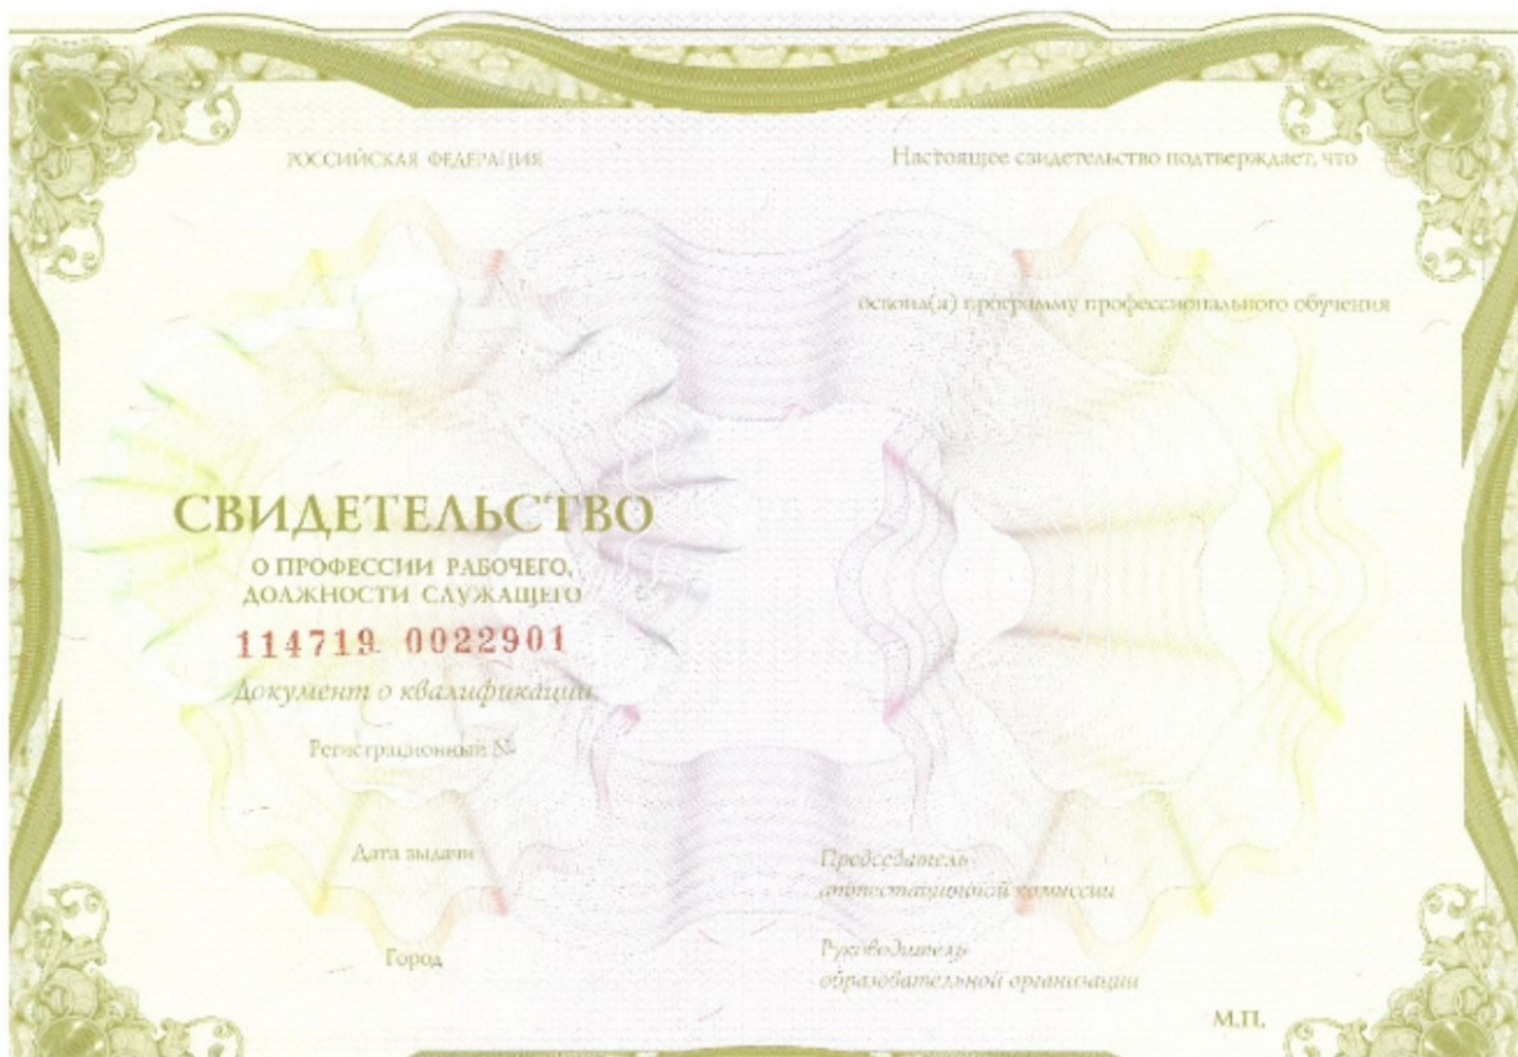 РОССИЙСКАЯ ФЕДЕРАЦИЯ
СВИДЕТЕЛЬСТВО
О ПРОФЕССИИ РАБОЧЕГО,
ДОЛЖНОСТИ СЛУЖАЩЕГО
114719 0022901
Документ о квалификации
Регистрационный №
Дата выдачи
Город
Настоящее свидетельство подтверждает, что
освоил(а) программу профессионального обучения
Председатель
аттестационной комиссии
Руководитель
образовательной организации
М.П.